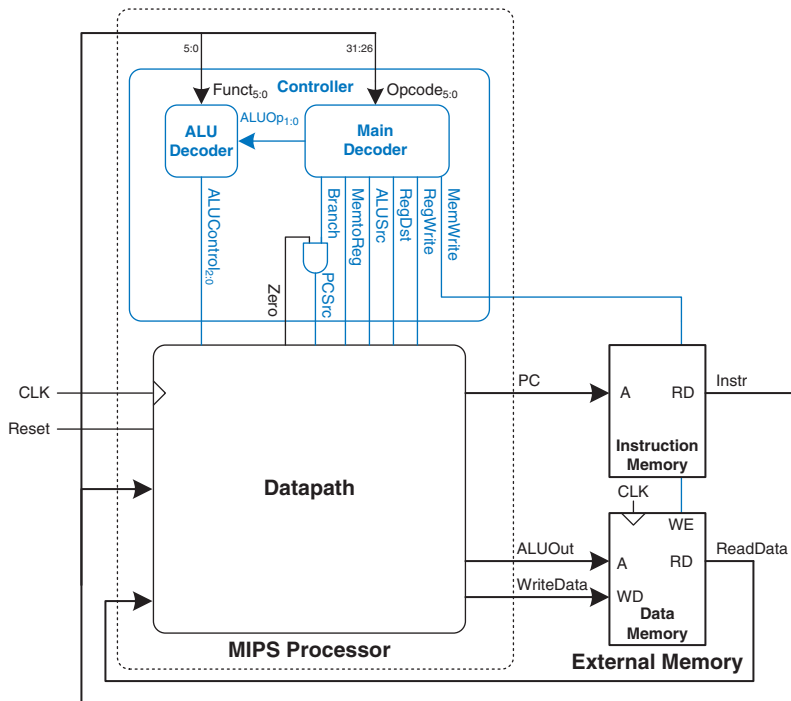 5:0
31:26
Funct5:0
Controller
Opcode5:0
ALU
Decoder
ALUOp1:0
Main
Decoder
ALUControl2:0
Branch
MemtoReg
ALUSrc
RegDst
RegWrite
MemWrite
Zero
PCSrc
CLK
Reset
PC
A
RD
Instr
Instruction
Memory
Datapath
CLK
WE
ALUOut
A
RD
ReadData
WriteData
WD
Data
Memory
MIPS Processor
External Memory